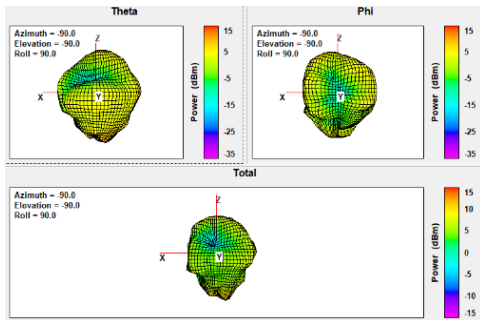 Theta
Azimuth = -90.0
Elevation = -90.0
Roll = 90.0
Z
X
Y
15
5
-5
-15
-25
-35
Power (dBm)
Phi
Azimuth = -90.0
Elevation = -90.0
Roll = 90.0
Z
X
Y
15
5
-5
-15
-25
-35
Power (dBm)
Total
Azimuth = -90.0
Elevation = -90.0
Roll = 90.0
Z
X
Y
15
10
5
0
-5
-10
-15
Power (dBm)